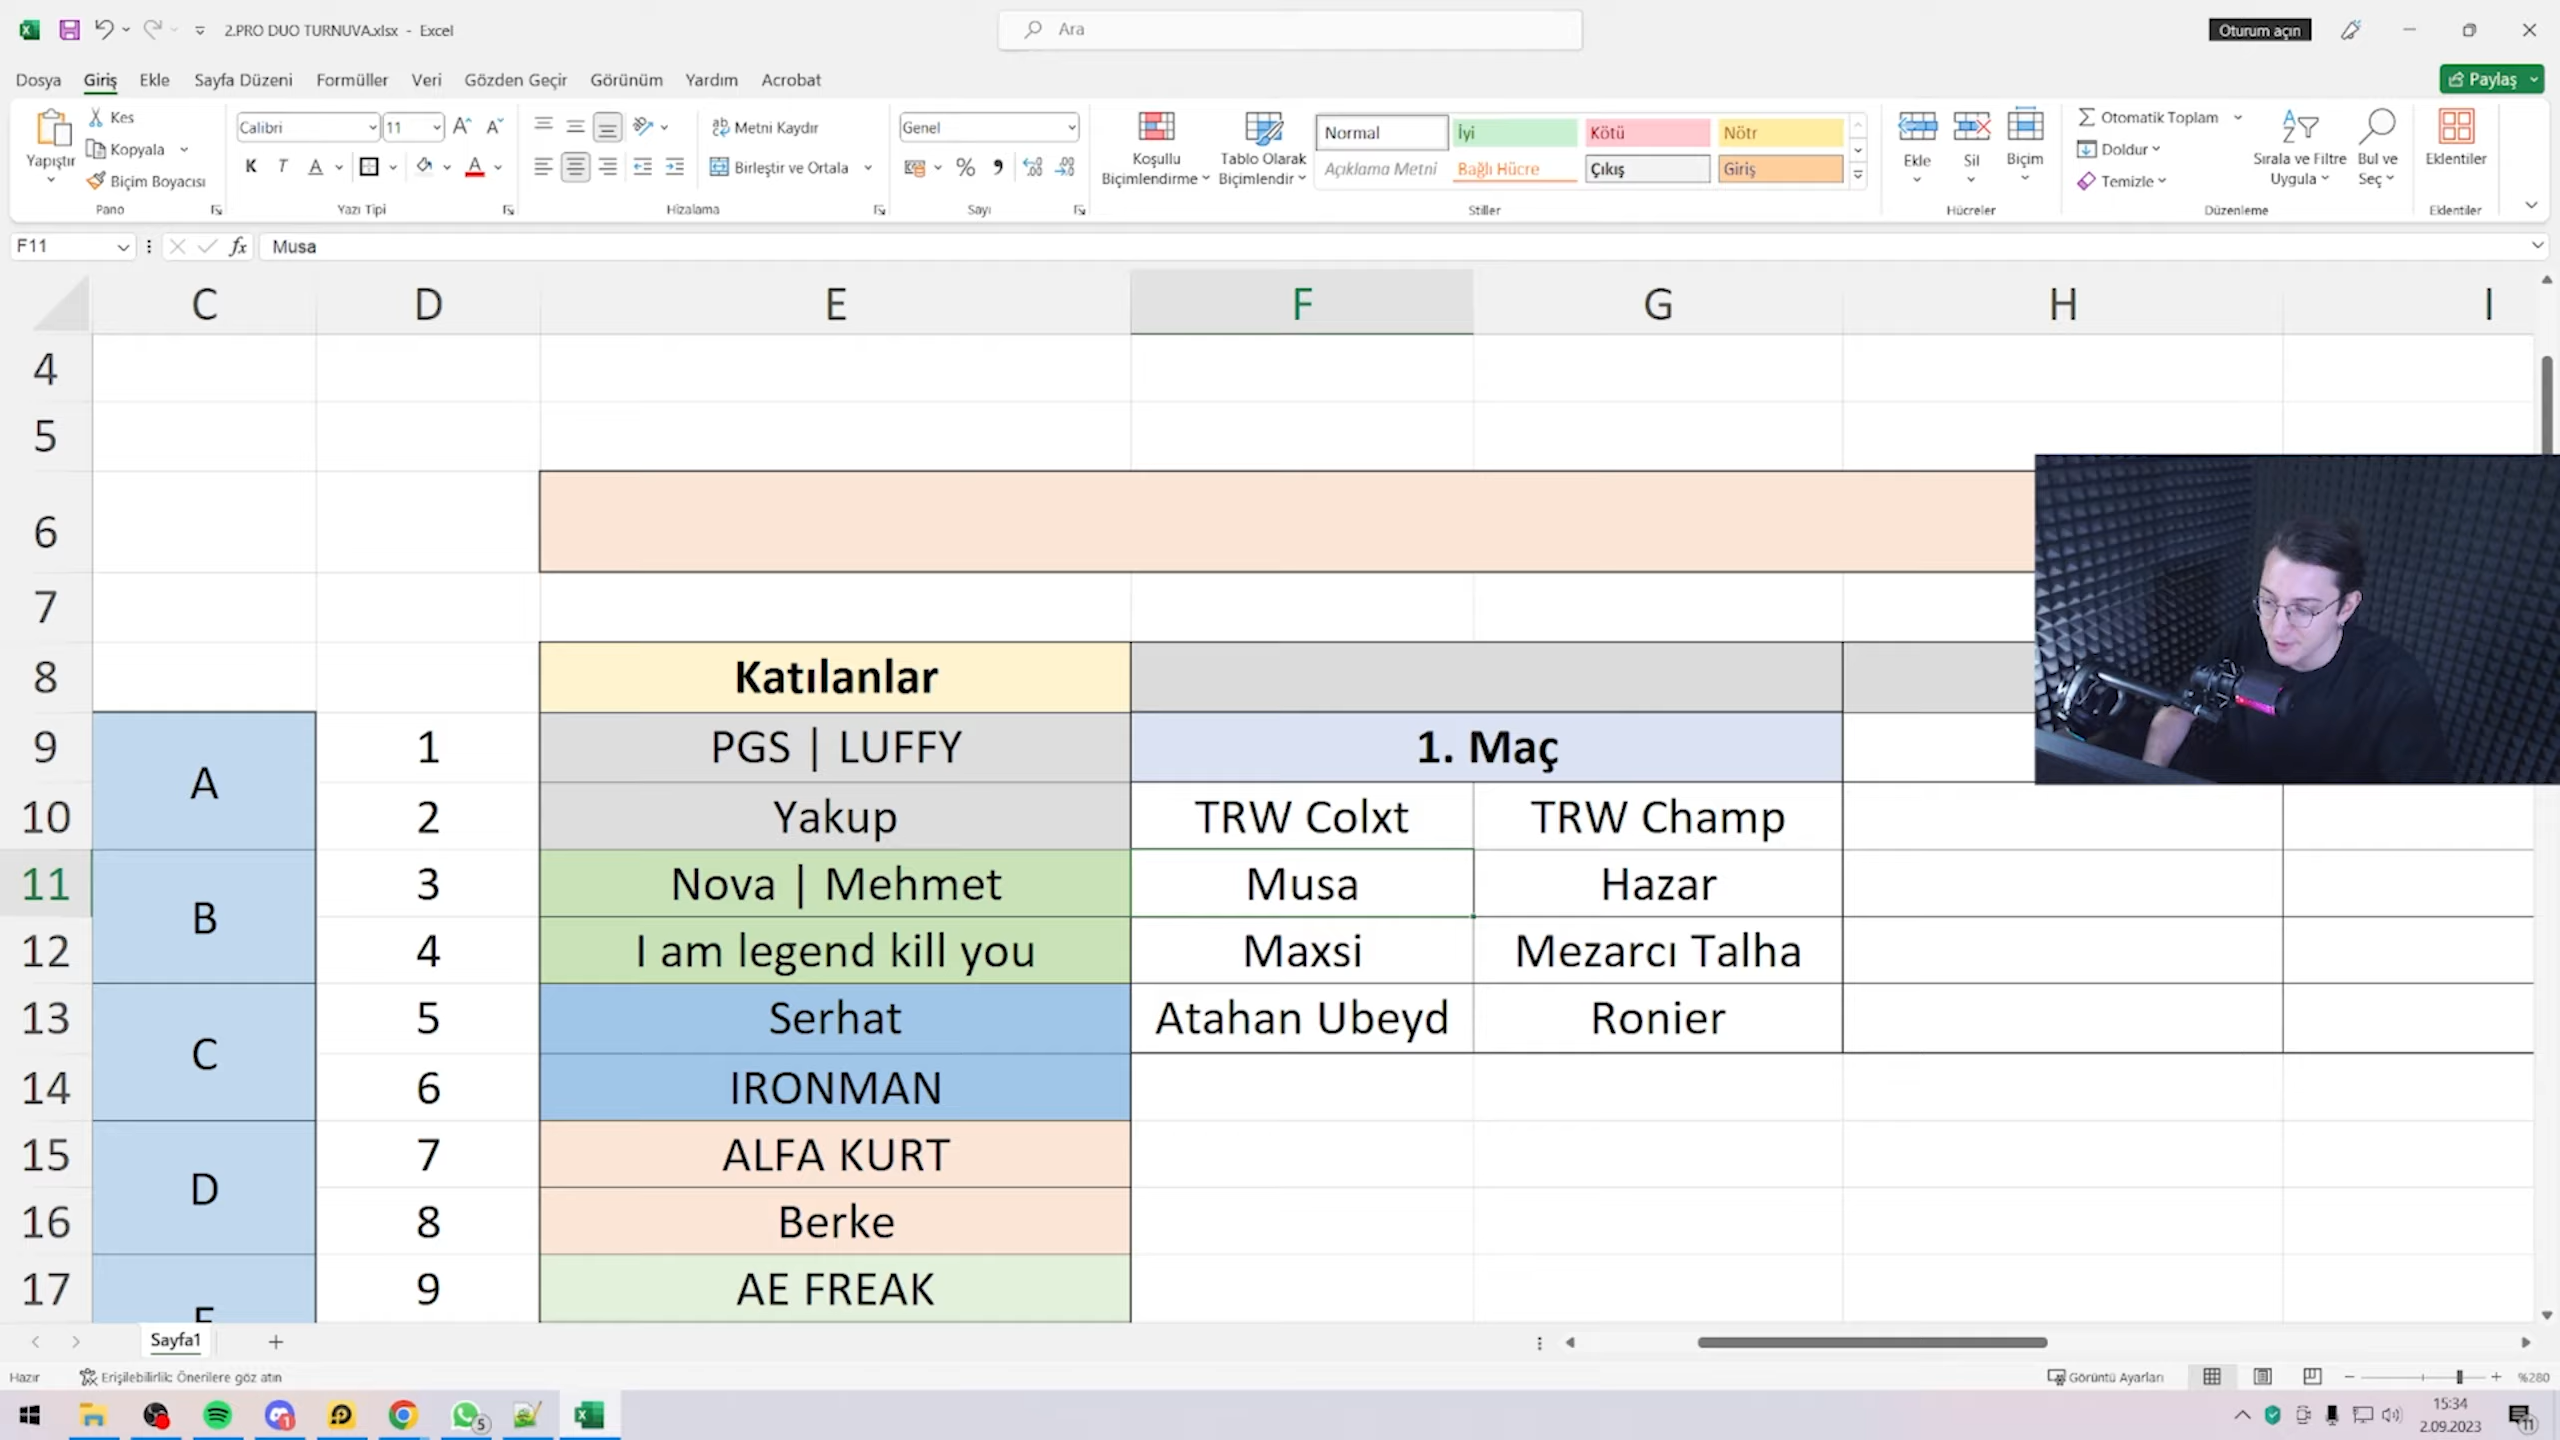 2.PRO DUO TURNUVA.xlsx - Excel
Ara
Oturum açın
Dosya Giriş Ekle Sayfa Düzeni Formüller Veri Gözden Geçir Görünüm Yardım Acrobat
Paylaş
Yapıştır
Kes
Kopyala
Biçim Boyacısı
Pano
Calibri 11
K T A A
Yazı Tipi
Metni Kaydır
Birleştir ve Ortala
Hizalama
Genel
%
Sayı
Koşullu Biçimlendirme
Tablo Olarak Biçimlendir
Normal İyi Kötü Nötr
Açıklama Metni Bağlı Hücre Çıkış Giriş
Stiller
Ekle Sil Biçim
Hücreler
Otomatik Toplam
Doldur
Temizle
Sırala ve Filtre Uygula
Bul ve Seç
Düzenleme
Eklentiler
Eklentiler
F11 fx Musa
C D E F G H I
4
5
6
7
8 Katılanlar
9 A 1 PGS | LUFFY 1. Maç
10 2 Yakup TRW Colxt TRW Champ
11 B 3 Nova | Mehmet Musa Hazar
12 4 I am legend kill you Maxsi Mezarcı Talha
13 C 5 Serhat Atahan Ubeyd Ronier
14 6 IRONMAN
15 D 7 ALFA KURT
16 8 Berke
17 9 AE FREAK
Sayfa1
Hazır Erişilebilirlik: Önerilere göz atın Görüntü Ayarları %280
5
1
15:34
2.09.2023
11